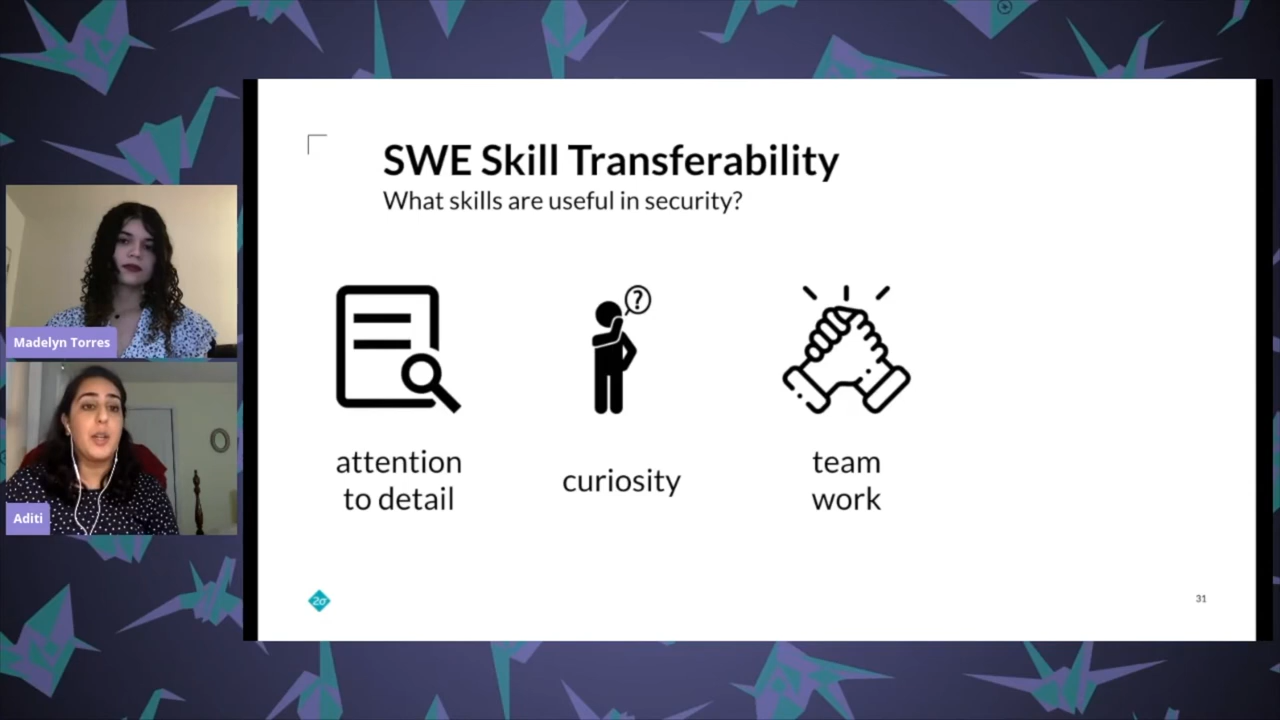 SWE Skill Transferability
What skills are useful in security?
?
attention
to detail
curiosity
team
work
2σ
31
Madelyn Torres
Aditi